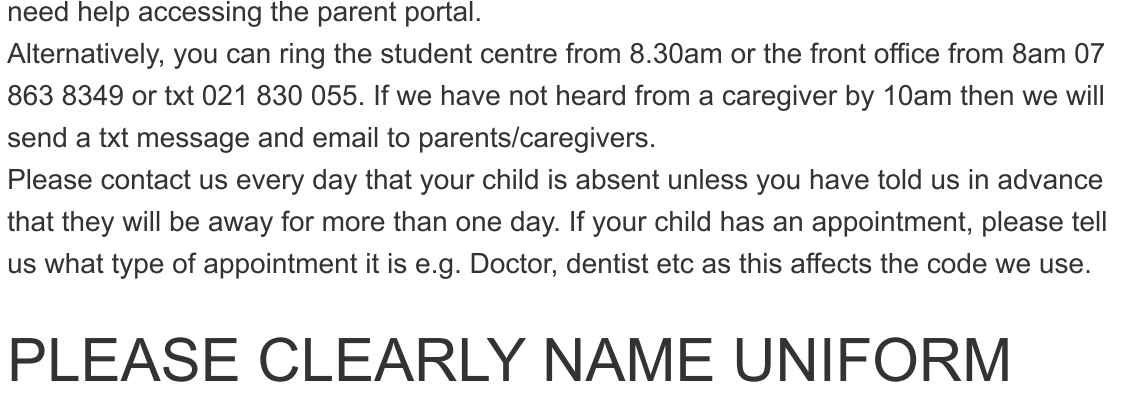 need help accessing the parent portal.
Alternatively, you can ring the student centre from 8.30am or the front office from 8am 07
863 8349 or txt 021 830 055. If we have not heard from a caregiver by 10am then we will
send a txt message and email to parents/caregivers.
Please contact us every day that your child is absent unless you have told us in advance
that they will be away for more than one day. If your child has an appointment, please tell
us what type of appointment it is e.g. Doctor, dentist etc as this affects the code we use.
PLEASE CLEARLY NAME UNIFORM